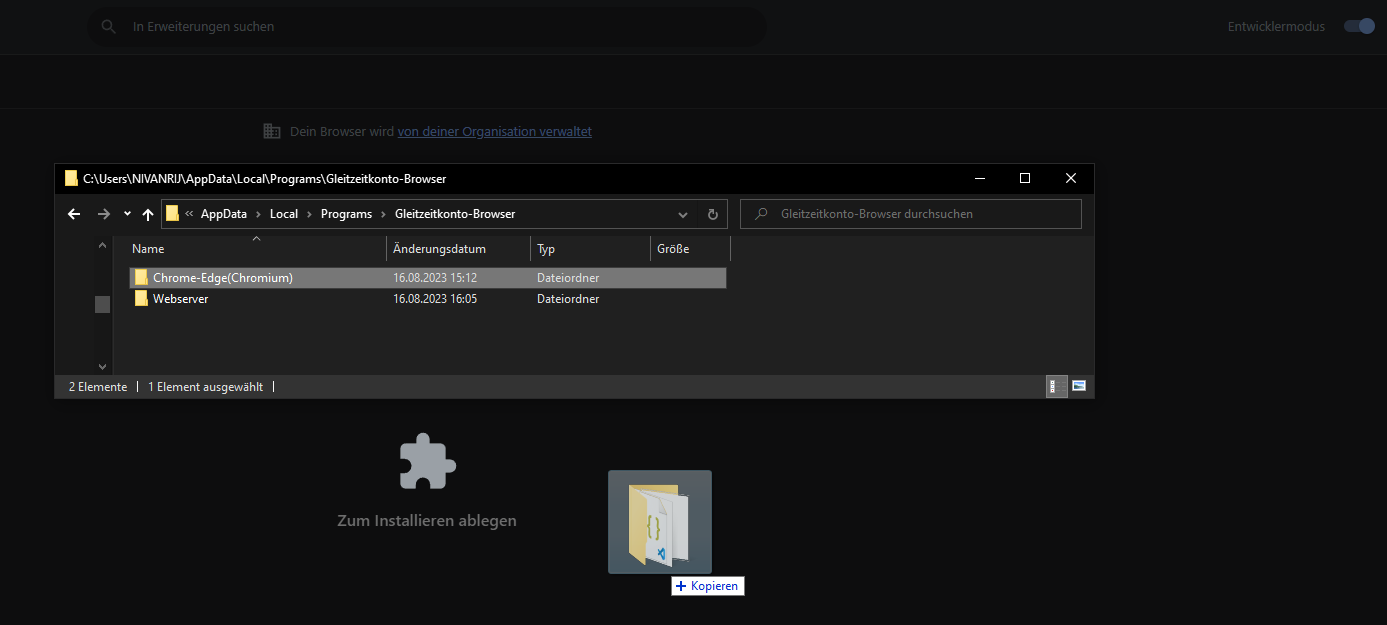 In Erweiterungen suchen
Entwicklermodus
Dein Browser wird von deiner Organisation verwaltet
C:\Users\NIVANRIJ\AppData\Local\Programs\Gleitzeitkonto-Browser
« AppData › Local › Programs › Gleitzeitkonto-Browser
Gleitzeitkonto-Browser durchsuchen
Name Änderungsdatum Typ Größe
Chrome-Edge(Chromium) 16.08.2023 15:12 Dateiordner
Webserver 16.08.2023 16:05 Dateiordner
2 Elemente 1 Element ausgewählt
Zum Installieren ablegen
{}
+ Kopieren